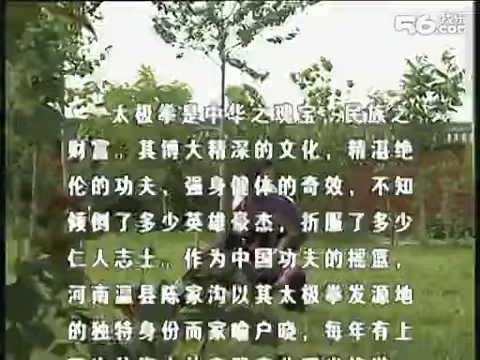 56我乐
.com
太极拳是中华之瑰宝，民族之
财富。其博大精深的文化，精湛绝
伦的功夫，强身健体的奇效，不知
倾倒了多少英雄豪杰，折服了多少
仁人志士。作为中国功夫的摇篮，
河南温县陈家沟以其太极拳发源地
的独特身份而家喻户晓，每年有上